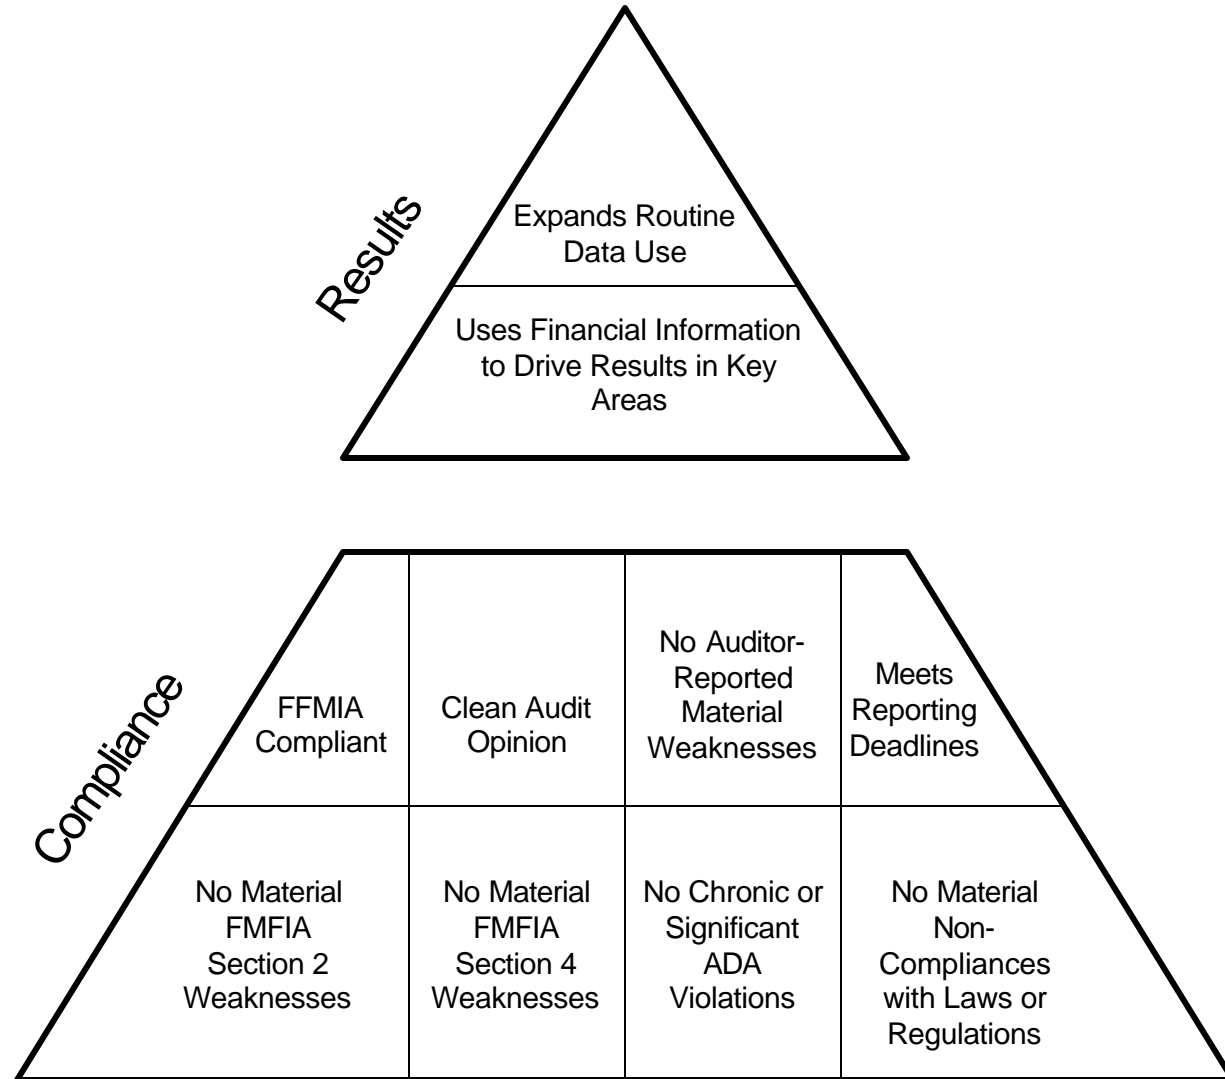 Results
Expands Routine
Data Use
Uses Financial Information
to Drive Results in Key
Areas
Compliance
FFMIA
Compliant
Clean Audit
Opinion
No Auditor-
Reported
Material
Weaknesses
Meets
Reporting
Deadlines
No Material
FMFIA
Section 2
Weaknesses
No Material
FMFIA
Section 4
Weaknesses
No Chronic or
Significant
ADA
Violations
No Material
Non-
Compliances
with Laws or
Regulations